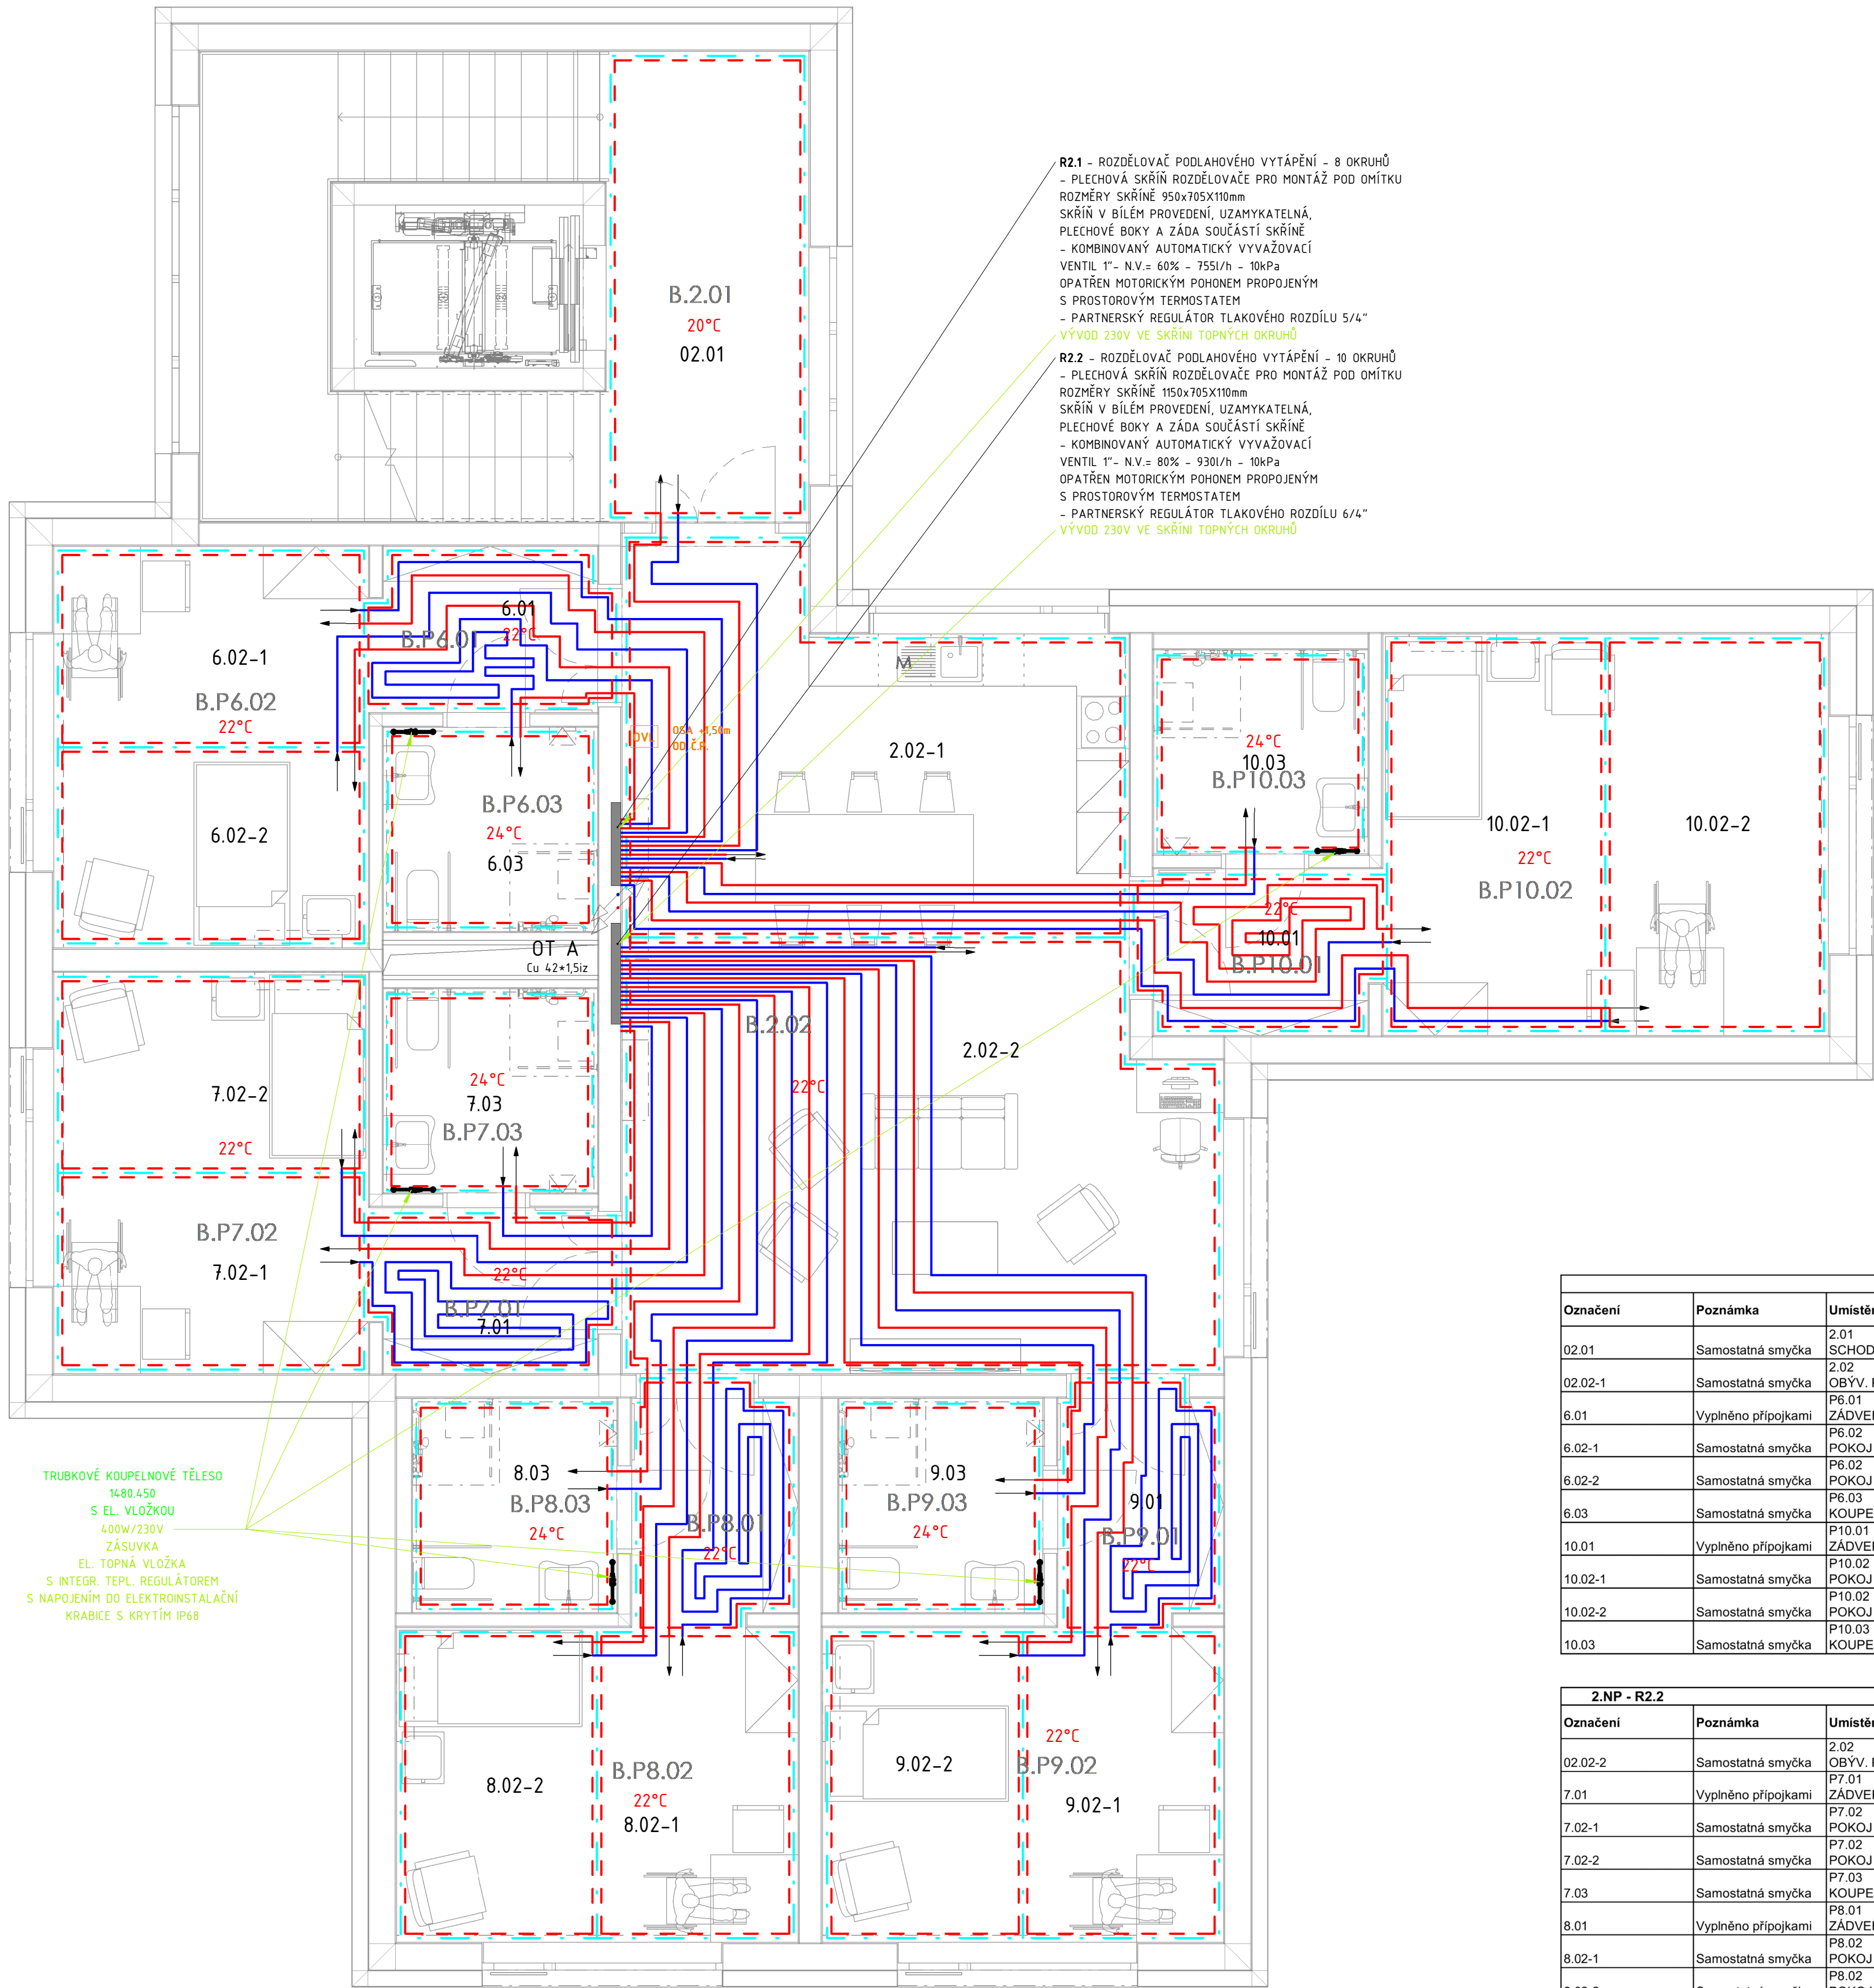 R2.1 - ROZDĚLOVAČ PODLAHOVÉHO VYTÁPĚNÍ - 8 OKRUHŮ
- PLECHOVÁ SKŘÍŇ ROZDĚLOVAČE PRO MONTÁŽ POD OMÍTKU
ROZMĚRY SKŘÍNĚ 950x705X110mm
SKŘÍŇ V BÍLÉM PROVEDENÍ, UZAMYKATELNÁ,
PLECHOVÉ BOKY A ZÁDA SOUČÁSTÍ SKŘÍNĚ
- KOMBINOVANÝ AUTOMATICKÝ VYVAŽOVACÍ
VENTIL 1"- N.V.= 60% - 755l/h - 10kPa
OPATŘEN MOTORICKÝM POHONEM PROPOJENÝM
S PROSTOROVÝM TERMOSTATEM
- PARTNERSKÝ REGULÁTOR TLAKOVÉHO ROZDÍLU 5/4"
VÝVOD 230V VE SKŘÍNI TOPNÝCH OKRUHŮ
R2.2 - ROZDĚLOVAČ PODLAHOVÉHO VYTÁPĚNÍ - 10 OKRUHŮ
- PLECHOVÁ SKŘÍŇ ROZDĚLOVAČE PRO MONTÁŽ POD OMÍTKU
ROZMĚRY SKŘÍNĚ 1150x705X110mm
SKŘÍŇ V BÍLÉM PROVEDENÍ, UZAMYKATELNÁ,
PLECHOVÉ BOKY A ZÁDA SOUČÁSTÍ SKŘÍNĚ
- KOMBINOVANÝ AUTOMATICKÝ VYVAŽOVACÍ
VENTIL 1"- N.V.= 80% - 930l/h - 10kPa
OPATŘEN MOTORICKÝM POHONEM PROPOJENÝM
S PROSTOROVÝM TERMOSTATEM
- PARTNERSKÝ REGULÁTOR TLAKOVÉHO ROZDÍLU 6/4"
VÝVOD 230V VE SKŘÍNI TOPNÝCH OKRUHŮ
B.2.01
20°C
02.01
6.01
B.P6.01
22°C
6.02-1
B.P6.02
22°C
6.02-2
B.P6.03
24°C
6.03
OVL
OSA +1,50m
OD Č.P.
M
2.02-1
24°C
10.03
B.P10.03
10.02-1
22°C
B.P10.02
10.02-2
22°C
10.01
B.P10.01
OT A
Cu 42*1,5iz
B.2.02
2.02-2
22°C
7.02-2
22°C
24°C
7.03
B.P7.03
B.P7.02
7.02-1
22°C
B.P7.01
7.01
8.03
B.P8.03
24°C
B.P8.01
22°C
9.03
B.P9.03
24°C
9.01
B.P9.01
22°C
8.02-2
B.P8.02
22°C
8.02-1
9.02-2
22°C
B.P9.02
9.02-1
TRUBKOVÉ KOUPELNOVÉ TĚLESO
1480.450
S EL. VLOŽKOU
400W/230V
ZÁSUVKA
EL. TOPNÁ VLOŽKA
S INTEGR. TEPL. REGULÁTOREM
S NAPOJENÍM DO ELEKTROINSTALAČNÍ
KRABICE S KRYTÍM IP68
Označení Poznámka
02.01 Samostatná smyčka 2.01
02.02-1 Samostatná smyčka 2.02
OBÝV.
6.01 Vyplněno přípojkami P6.01
6.02-1 Samostatná smyčka P6.02
POKOJ
6.02-2 Samostatná smyčka P6.02
POKOJ
6.03 Samostatná smyčka P6.03
10.01 Vyplněno přípojkami P10.01
10.02-1 Samostatná smyčka P10.02
POKOJ
10.02-2 Samostatná smyčka P10.02
POKOJ
10.03 Samostatná smyčka P10.03
2.NP - R2.2
Označení Poznámka
02.02-2 Samostatná smyčka 2.02
OBÝV.
7.01 Vyplněno přípojkami P7.01
7.02-1 Samostatná smyčka P7.02
POKOJ
7.02-2 Samostatná smyčka P7.02
POKOJ
7.03 Samostatná smyčka P7.03
8.01 Vyplněno přípojkami P8.01
8.02-1 Samostatná smyčka P8.02
POKOJ
P8.02